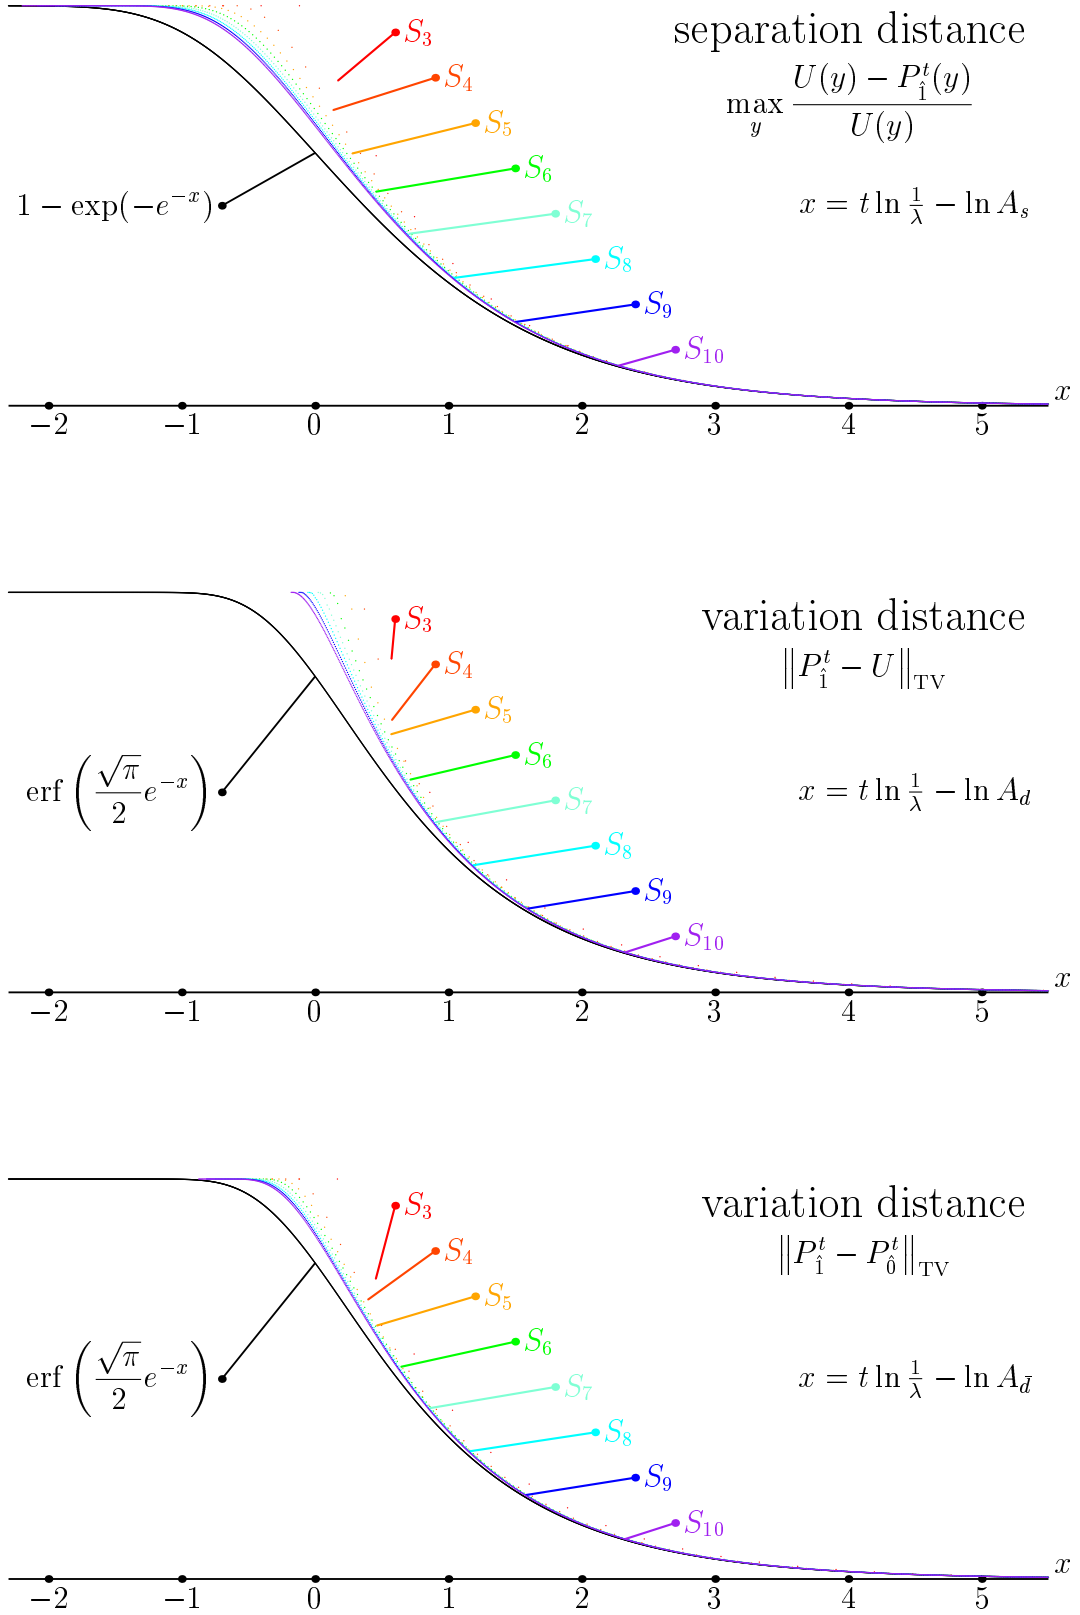 separation distance
max_y (U(y) − P^t_1̂(y)) / U(y)
x = t ln 1/λ − ln A_s
1 − exp(−e^{−x})
S_3
S_4
S_5
S_6
S_7
S_8
S_9
S_10
x
−2 −1 0 1 2 3 4 5
variation distance
‖P^t_1̂ − U‖_TV
x = t ln 1/λ − ln A_d
erf (√π/2 e^{−x})
S_3
S_4
S_5
S_6
S_7
S_8
S_9
S_10
x
−2 −1 0 1 2 3 4 5
variation distance
‖P^t_1̂ − P^t_0̂‖_TV
x = t ln 1/λ − ln A_d̄
erf (√π/2 e^{−x})
S_3
S_4
S_5
S_6
S_7
S_8
S_9
S_10
x
−2 −1 0 1 2 3 4 5